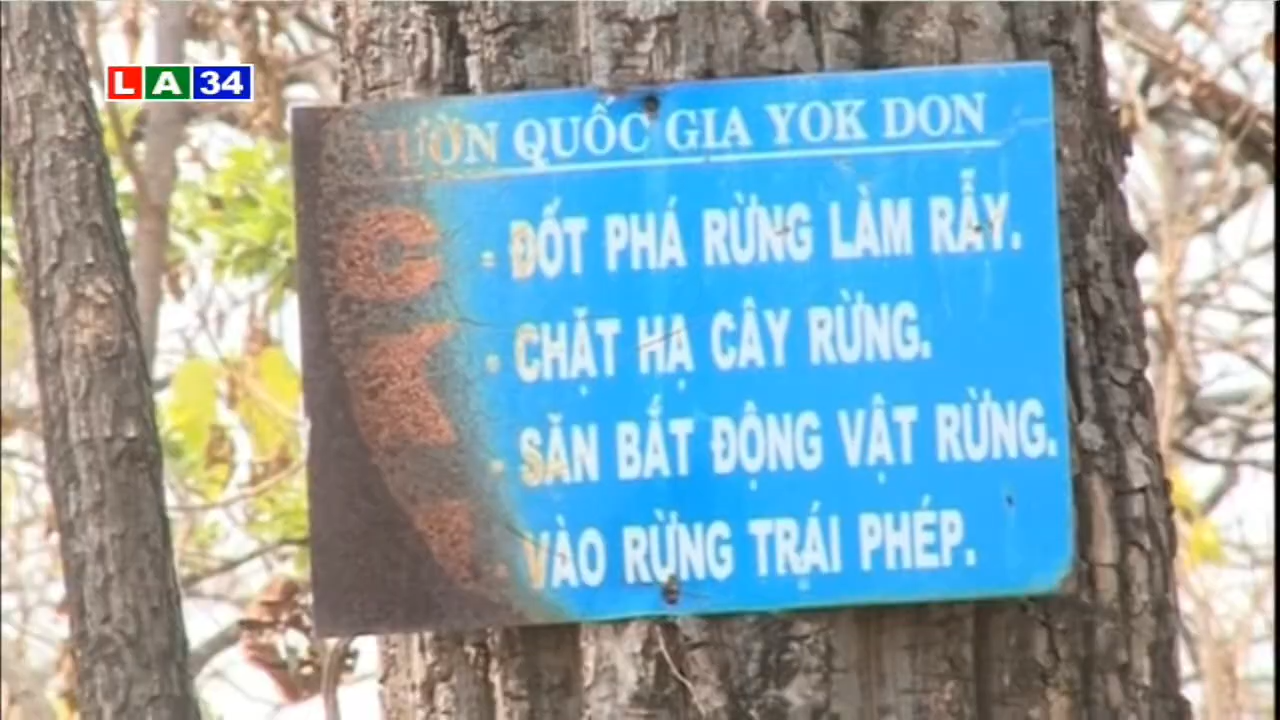 LA34
VƯỜN QUỐC GIA YOK DON
- ĐỐT PHÁ RỪNG LÀM RẪY.
- CHẶT HẠ CÂY RỪNG.
- SĂN BẮT ĐỘNG VẬT RỪNG.
- VÀO RỪNG TRÁI PHÉP.